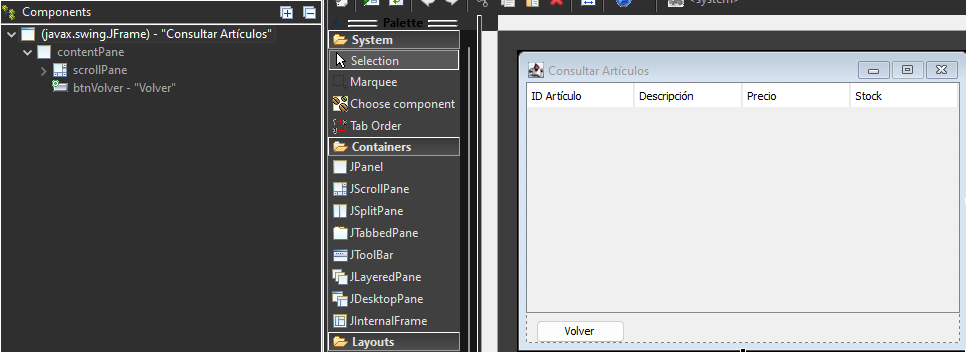 Components
(javax.swing.JFrame) - "Consultar Artículos"
contentPane
scrollPane
btnVolver - "Volver"
Palette
System
Selection
Marquee
Choose component
Tab Order
Containers
JPanel
JScrollPane
JSplitPane
JTabbedPane
JToolBar
JLayeredPane
JDesktopPane
JInternalFrame
Layouts
<system>
Consultar Artículos
ID Artículo Descripción Precio Stock
Volver